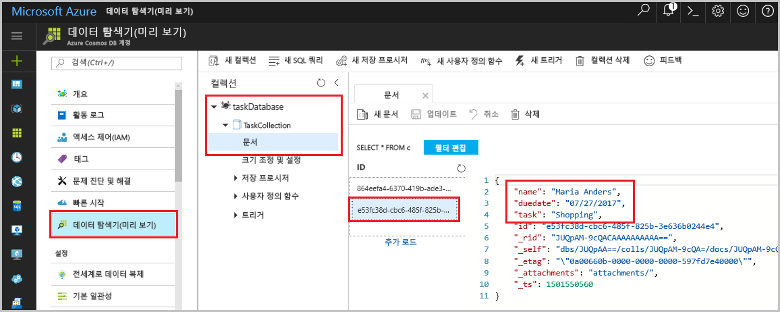 Microsoft Azure
데이터 탐색기(미리 보기)
1
데이터 탐색기(미리 보기)
Azure Cosmos DB 계정
검색(Ctrl+/)
개요
활동 로그
액세스 제어(IAM)
태그
문제 진단 및 해결
빠른 시작
데이터 탐색기(미리 보기)
설정
전세계로 데이터 복제
기본 일관성
새 컬렉션
새 SQL 쿼리
새 저장 프로시저
새 사용자 정의 함수
새 트리거
컬렉션 삭제
피드백
컬렉션
taskDatabase
TaskCollection
문서
크기 조정 및 설정
저장 프로시저
사용자 정의 함수
트리거
문서
새 문서
업데이트
취소
삭제
SELECT * FROM c
필터 편집
ID
864eefa4-6370-419b-ade3-...
e53fc38d-cbc6-485f-825b-...
추가 로드
1 {
2 "name": "Maria Anders",
3 "duedate": "07/27/2017",
4 "task": "Shopping",
5 "id": "e53fc38d-cbc6-485f-825b-3e636b0244e4",
6 "_rid": "JUQpAM-9cQACAAAAAAAAAA==",
7 "_self": "dbs/JUQpAA==/colls/JUQpAM-9cQA=/docs/JUQpAM-9c
8 "_etag": "\"0a00660b-0000-0000-0000-597fd7e40000\"",
9 "_attachments": "attachments/",
10 "_ts": 1501550560
11 }